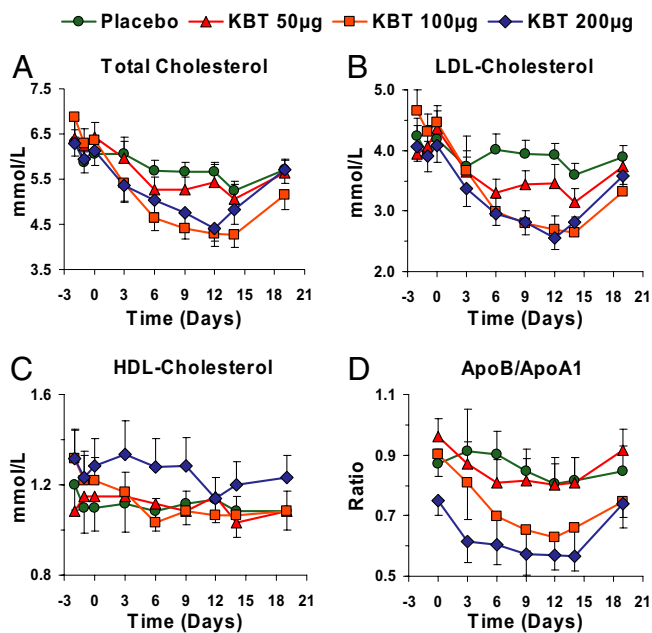 Placebo KBT 50µg KBT 100µg KBT 200µg
A Total Cholesterol
mmol/L
7.5
6.5
5.5
4.5
3.5
-3 0 3 6 9 12 15 18 21
Time (Days)
B LDL-Cholesterol
mmol/L
5.0
4.0
3.0
2.0
-3 0 3 6 9 12 15 18 21
Time (Days)
C HDL-Cholesterol
mmol/L
1.6
1.2
0.8
-3 0 3 6 9 12 15 18 21
Time (Days)
D ApoB/ApoA1
Ratio
1.1
0.9
0.7
0.5
-3 0 3 6 9 12 15 18 21
Time (Days)